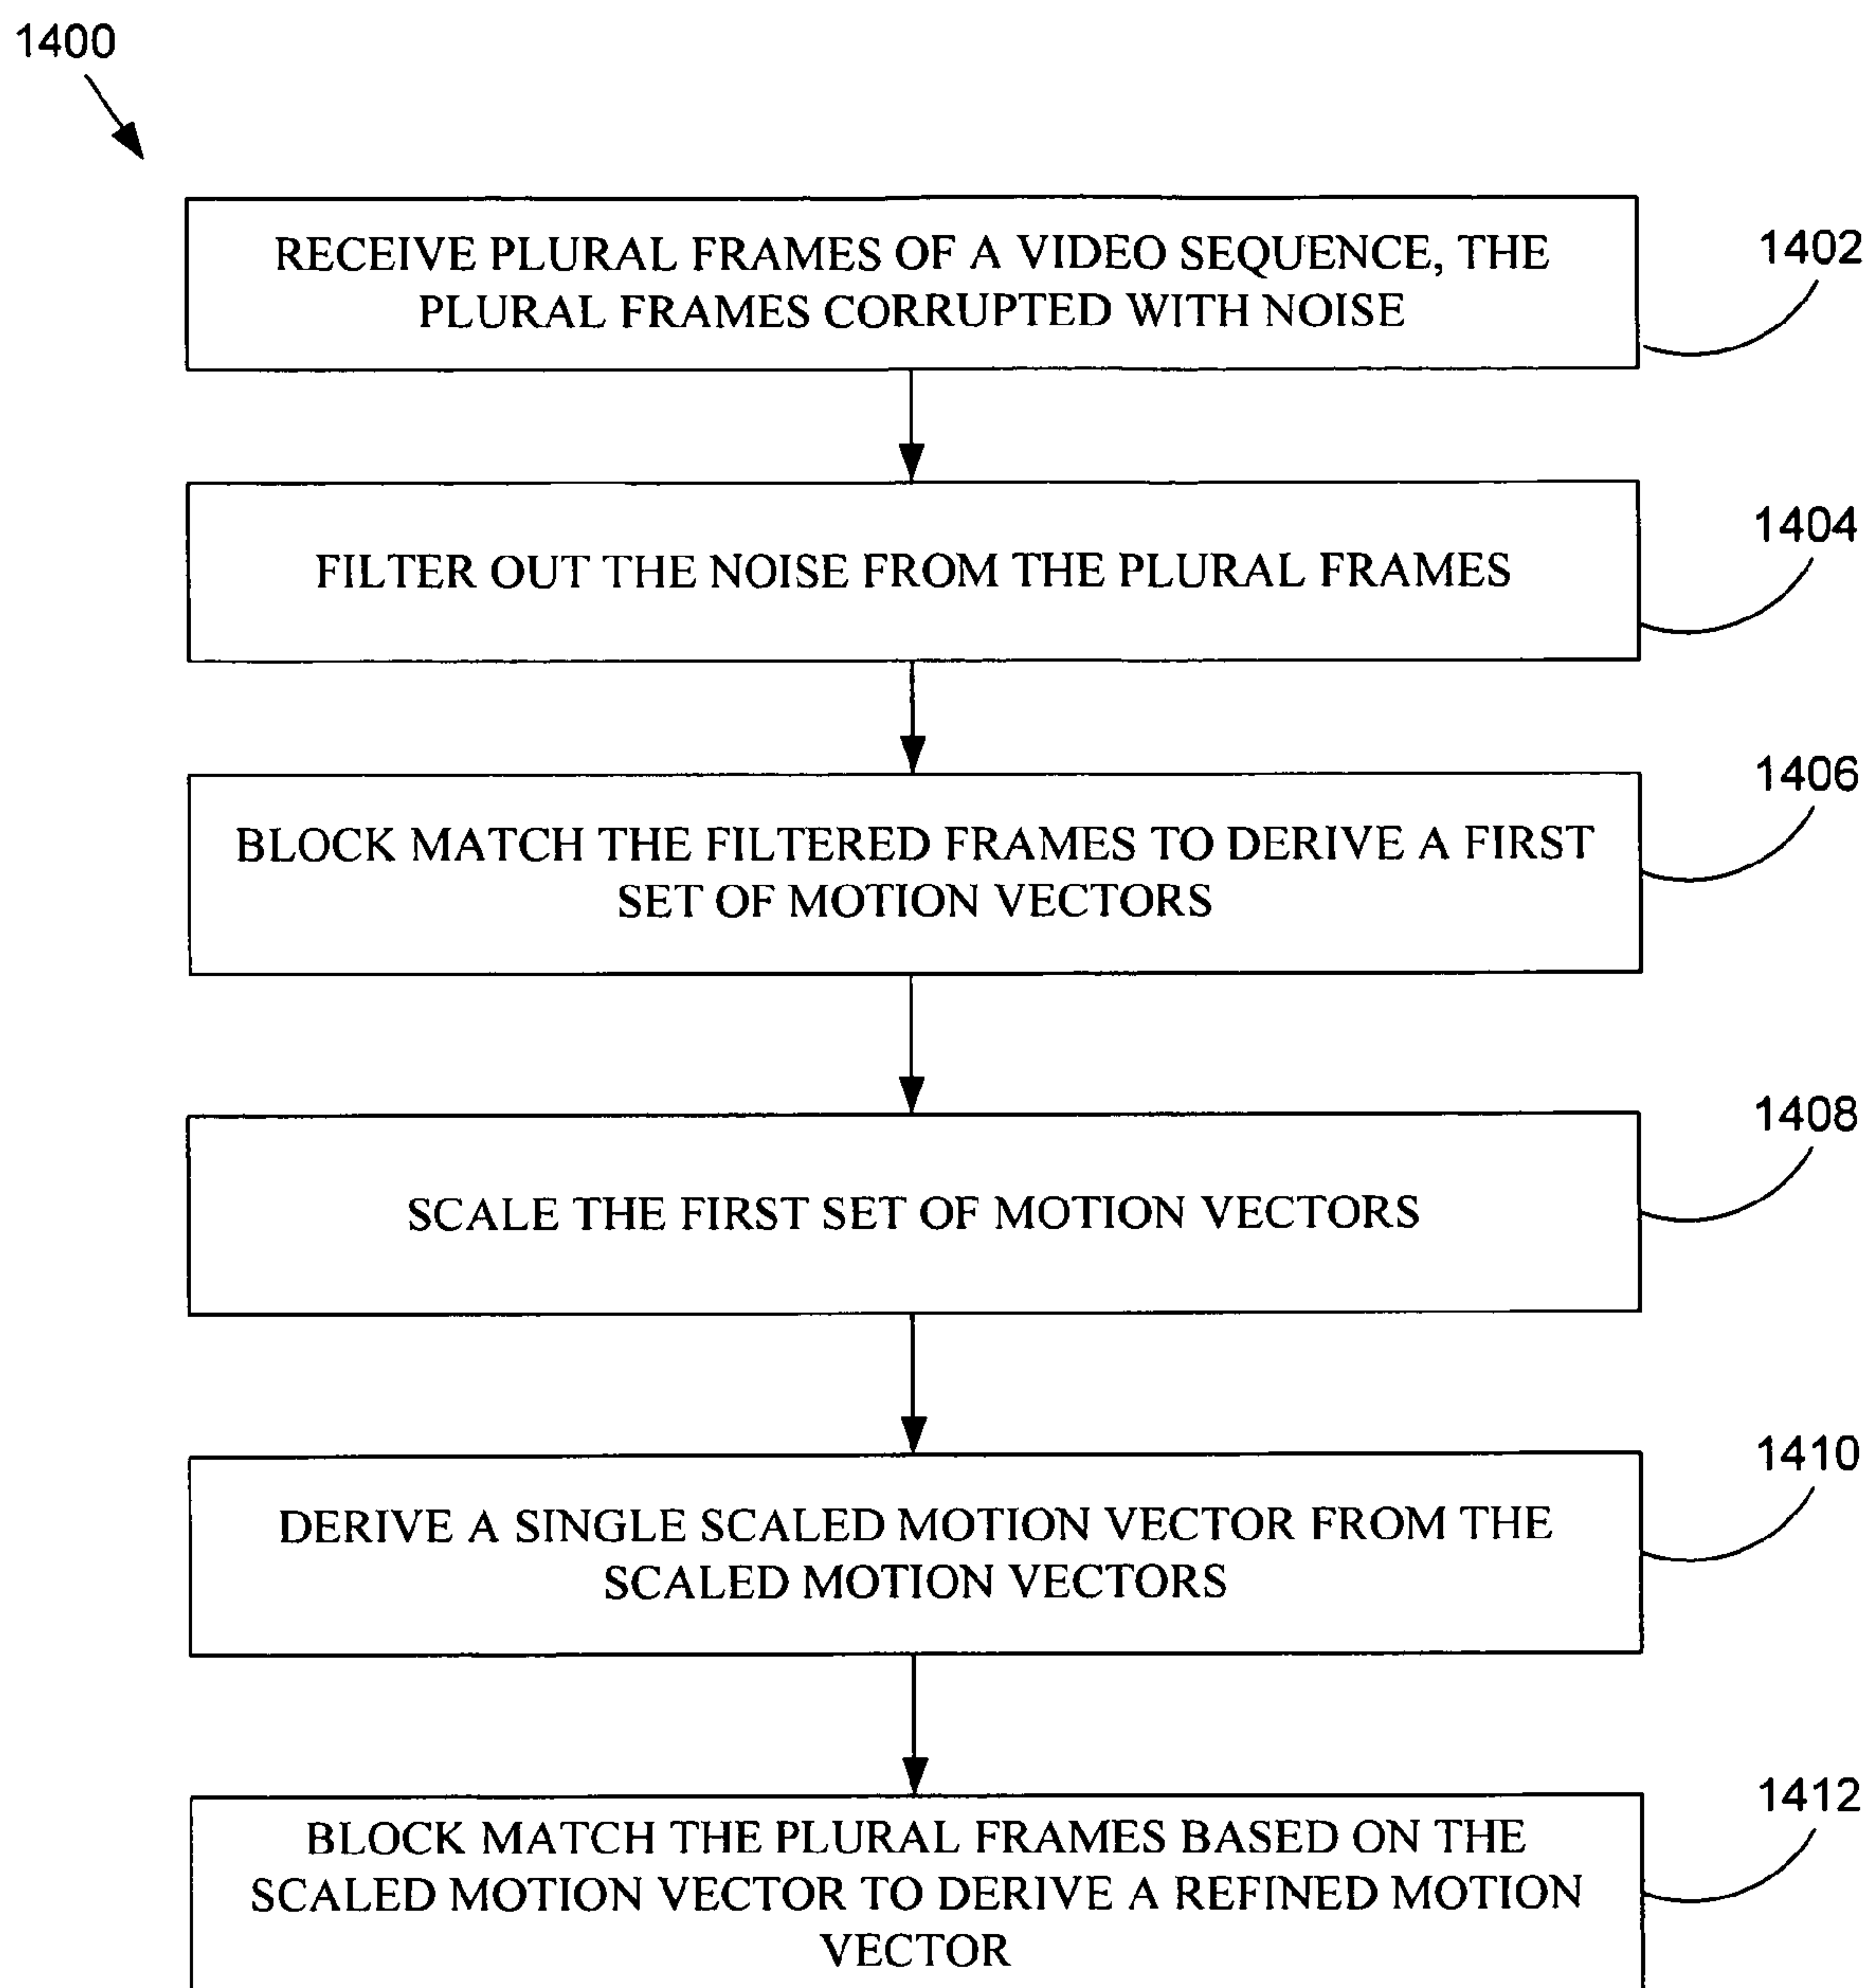 1400
RECEIVE PLURAL FRAMES OF A VIDEO SEQUENCE, THE
PLURAL FRAMES CORRUPTED WITH NOISE
1402
FILTER OUT THE NOISE FROM THE PLURAL FRAMES
1404
BLOCK MATCH THE FILTERED FRAMES TO DERIVE A FIRST
SET OF MOTION VECTORS
1406
SCALE THE FIRST SET OF MOTION VECTORS
1408
DERIVE A SINGLE SCALED MOTION VECTOR FROM THE
SCALED MOTION VECTORS
1410
BLOCK MATCH THE PLURAL FRAMES BASED ON THE
SCALED MOTION VECTOR TO DERIVE A REFINED MOTION
VECTOR
1412